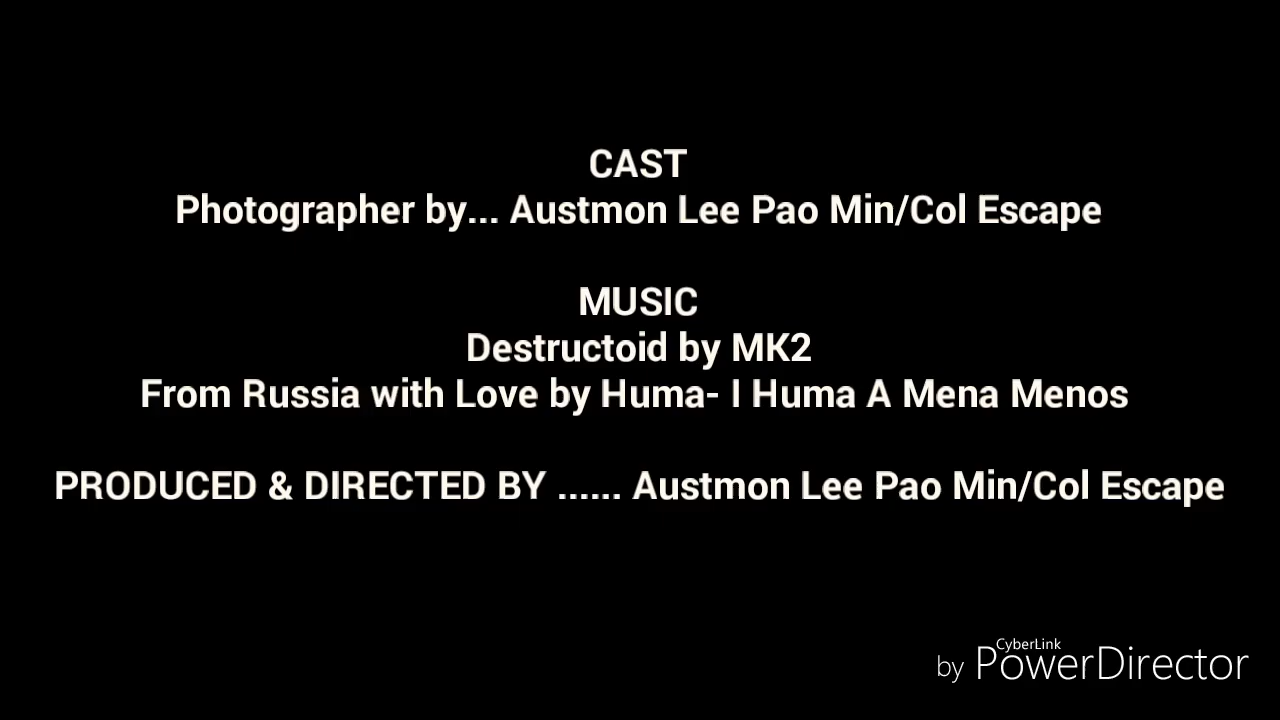 CAST
Photographer by... Austmon Lee Pao Min/Col Escape
MUSIC
Destructoid by MK2
From Russia with Love by Huma- I Huma A Mena Menos
PRODUCED & DIRECTED BY ...... Austmon Lee Pao Min/Col Escape
CyberLink
by PowerDirector